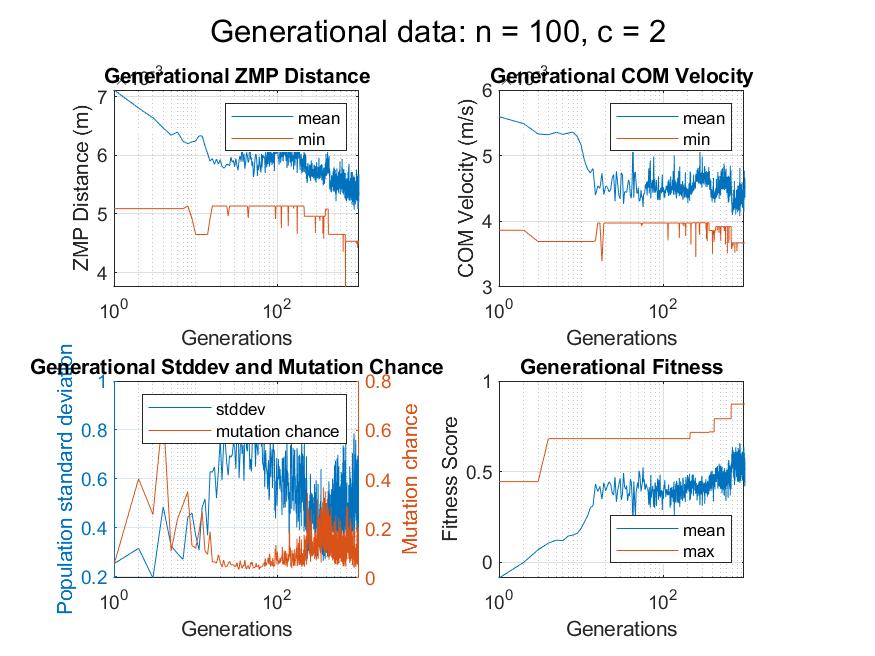 Generational data: n = 100, c = 2
Generational ZMP Distance
7
6
5
4
ZMP Distance (m)
mean
min
10^0
10^2
Generations
Generational COM Velocity
6
5
4
3
COM Velocity (m/s)
mean
min
10^0
10^2
Generations
Generational Stddev and Mutation Chance
1
0.8
0.6
0.4
0.2
Population standard deviation
stddev
mutation chance
0.8
0.6
0.4
0.2
0
Mutation chance
10^0
10^2
Generations
Generational Fitness
1
0.5
0
Fitness Score
mean
max
10^0
10^2
Generations